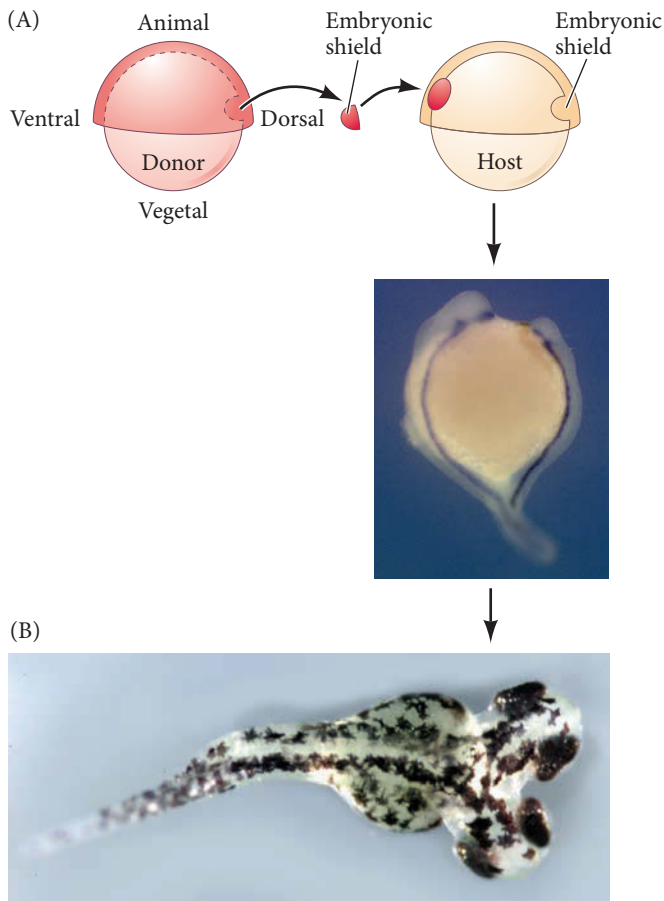 (A)
Animal
Embryonic
shield
Embryonic
shield
Ventral
Dorsal
Donor
Host
Vegetal
(B)